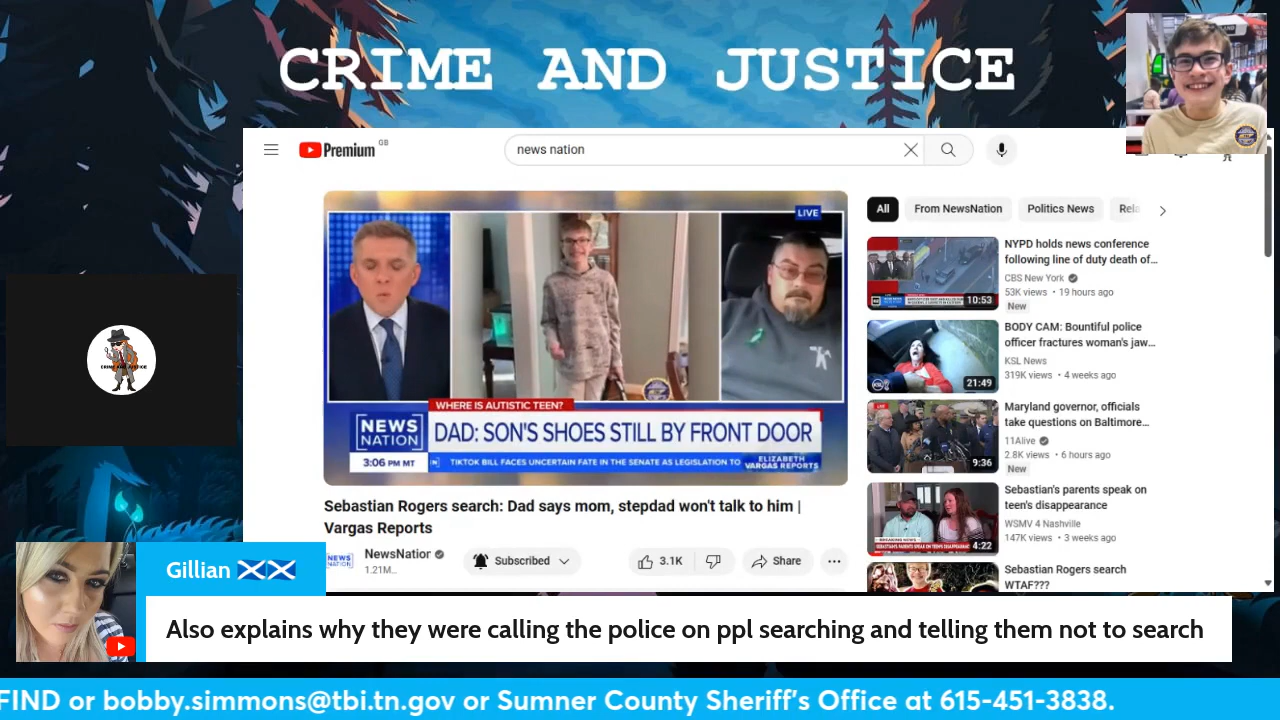 CRIME AND JUSTICE
Premium GB
news nation
LIVE
WHERE IS AUTISTIC TEEN?
NEWS
NATION
DAD: SON'S SHOES STILL BY FRONT DOOR
3:06 PM MT
TIKTOK BILL FACES UNCERTAIN FATE IN THE SENATE AS LEGISLATION TO
ELIZABETH
VARGAS REPORTS
Sebastian Rogers search: Dad says mom, stepdad won't talk to him |
Vargas Reports
NEWS
NATION
NewsNation
1.21M...
Subscribed
3.1K
Share
All
From NewsNation
Politics News
Rela
NYPD holds news conference
following line of duty death of...
CBS New York
53K views • 19 hours ago
New
10:53
BODY CAM: Bountiful police
officer fractures woman's jaw...
KSL News
319K views • 4 weeks ago
21:49
LIVE
Maryland governor, officials
take questions on Baltimore...
11Alive
2.8K views • 6 hours ago
New
9:36
Sebastian's parents speak on
teen's disappearance
WSMV 4 Nashville
147K views • 3 weeks ago
4:22
Sebastian Rogers search
WTAF???
CRIME AND JUSTICE
Gillian
Also explains why they were calling the police on ppl searching and telling them not to search
FIND or bobby.simmons@tbi.tn.gov or Sumner County Sheriff's Office at 615-451-3838.